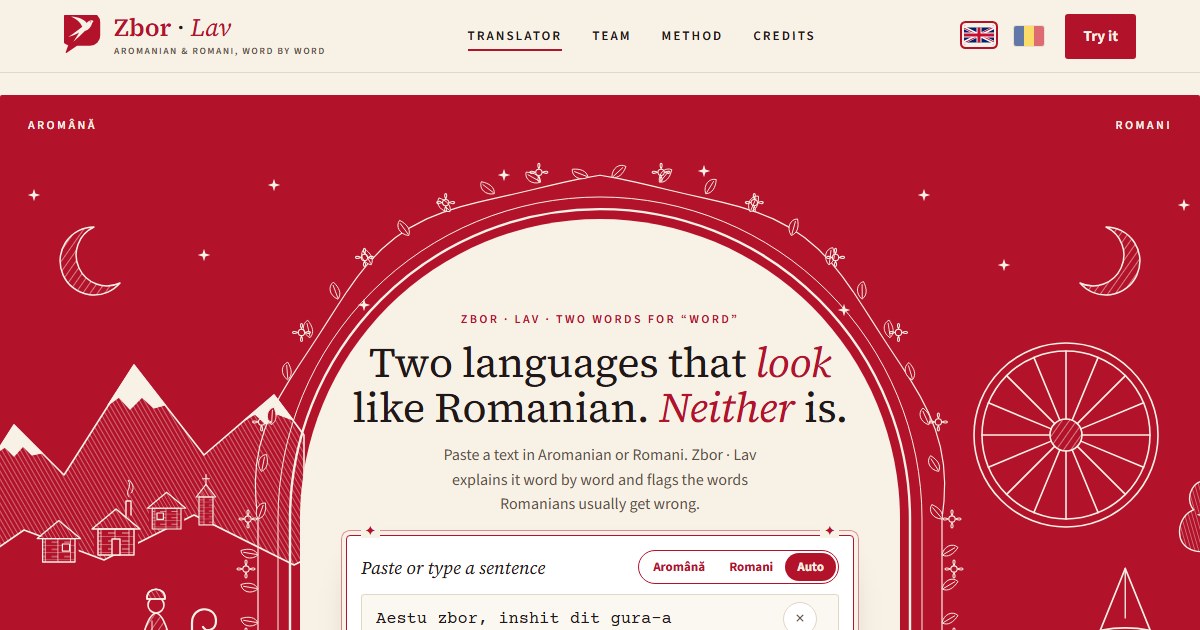 Zbor · Lav
AROMANIAN & ROMANI, WORD BY WORD
TRANSLATOR TEAM METHOD CREDITS
Try it
AROMÂNĂ
ROMANI
ZBOR · LAV · TWO WORDS FOR “WORD”
Two languages that look
like Romanian. Neither is.
Paste a text in Aromanian or Romani. Zbor · Lav
explains it word by word and flags the words
Romanians usually get wrong.
Paste or type a sentence
Aromână Romani Auto
Aestu zbor, inshit dit gura-a
×